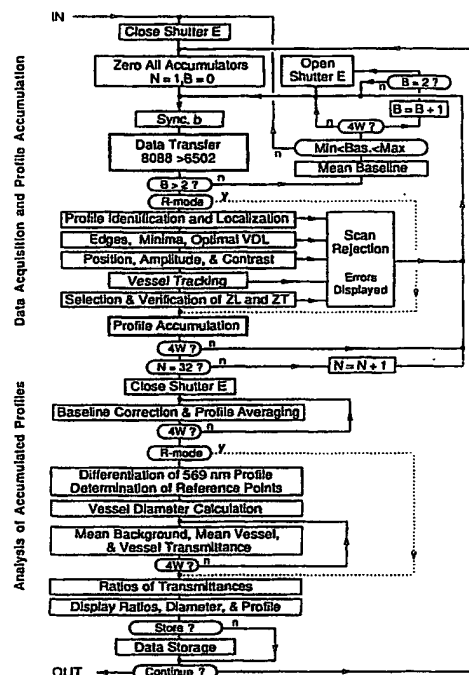 IN
Close Shutter E
Zero All Accumulators
N = 1, B = 0
Open
Shutter E
B = 2 ?
n
B = B + 1
Sync. b
n
4W ?
Data Transfer
8088 >6502
n
Min<Bas.<Max
Mean Baseline
B > 2 ?
n
R-mode
y
Profile Identification and Localization
Edges, Minima, Optimal VDL
Position, Amplitude, & Contrast
Vessel Tracking
Selection & Verification of ZL and ZT
Scan
Rejection
Errors
Displayed
Profile Accumulation
4W ?
n
N = 32 ?
n
N = N + 1
Close Shutter E
Baseline Correction & Profile Averaging
4W ?
n
R-mode
y
Differentiation of 569 nm Profile
Determination of Reference Points
Vessel Diameter Calculation
Mean Background, Mean Vessel,
& Vessel Transmittance
4W ?
n
Ratios of Transmittances
Display Ratios, Diameter, & Profile
Store ?
n
Data Storage
OUT
Continue ?
Data Acquisition and Profile Accumulation
Analysis of Accumulated Profiles